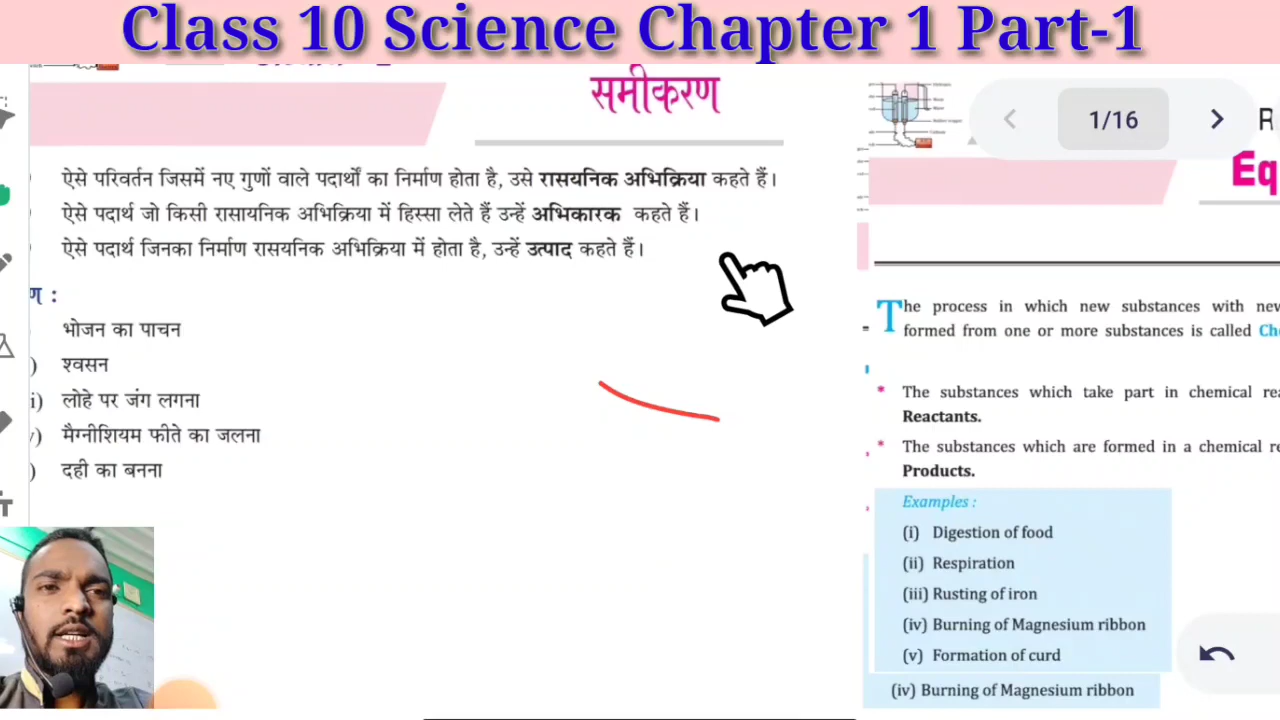 Class 10 Science Chapter 1 Part-1
समीकरण
ऐसे परिवर्तन जिसमें नए गुणों वाले पदार्थों का निर्माण होता है, उसे रासयनिक अभिक्रिया कहते हैं।
ऐसे पदार्थ जो किसी रासायनिक अभिक्रिया में हिस्सा लेते हैं उन्हें अभिकारक कहते हैं।
ऐसे पदार्थ जिनका निर्माण रासयनिक अभिक्रिया में होता है, उन्हें उत्पाद कहते हैं।
ण :
भोजन का पाचन
) श्वसन
i) लोहे पर जंग लगना
v) मैग्नीशियम फीते का जलना
) दही का बनना
1/16
R
Eq
The process in which new substances with new
formed from one or more substances is called Che
* The substances which take part in chemical rea
Reactants.
* The substances which are formed in a chemical re
Products.
Examples :
(i) Digestion of food
(ii) Respiration
(iii) Rusting of iron
(iv) Burning of Magnesium ribbon
(v) Formation of curd
(iv) Burning of Magnesium ribbon